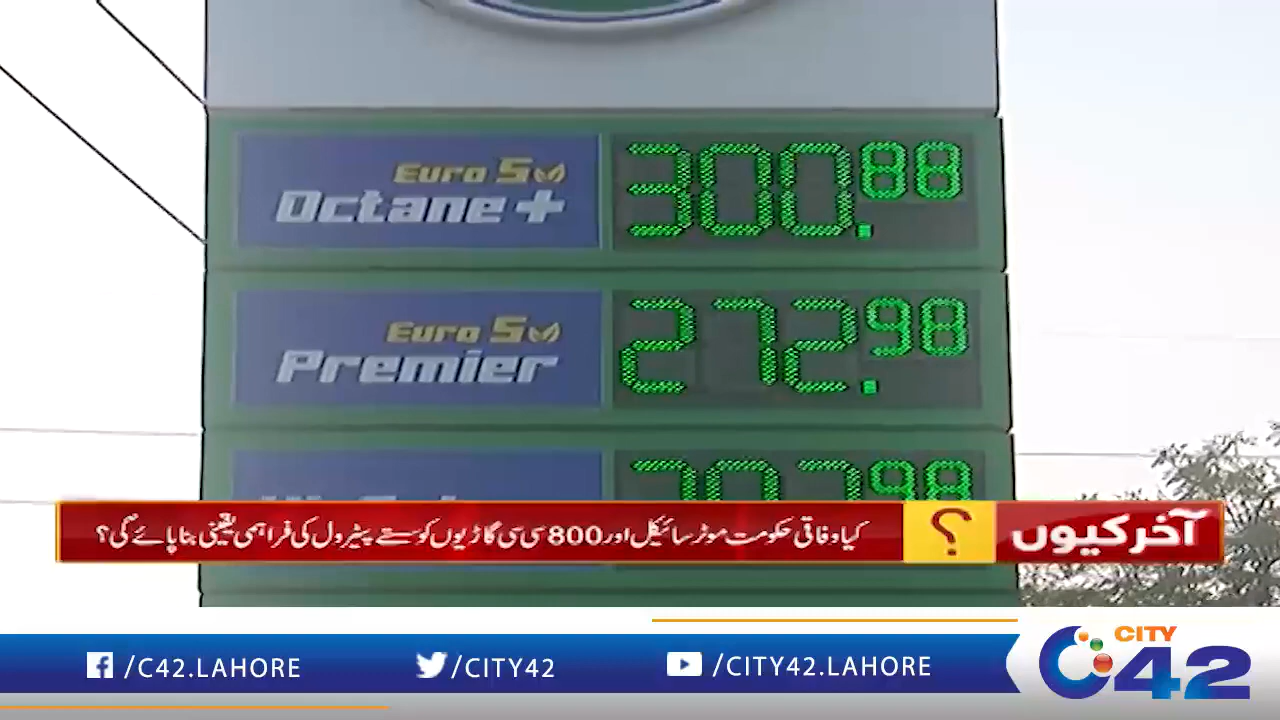 Euro 5
Octane+
300.88
Euro 5
Premier
272.98
آخر کیوں
؟
کیا وفاقی حکومت موٹر سائیکل اور 800 سی سی گاڑیوں کو سستے پیٹرول کی فراہمی یقینی بنا پائے گی؟
/C42.LAHORE
/CITY42
/CITY42.LAHORE
CITY
42